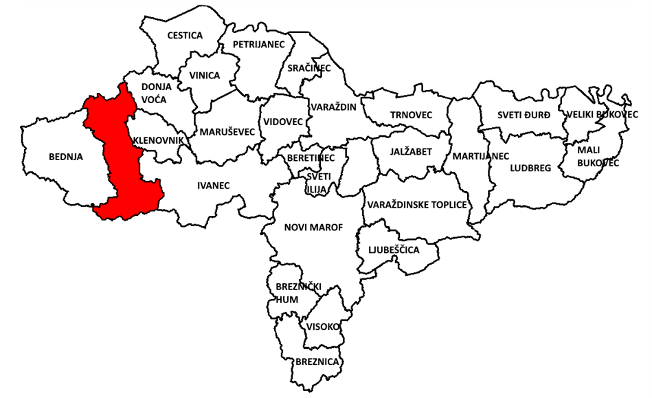 CESTICA
PETRIJANEC
SRAČINEC
VINICA
DONJA
VOĆA
VARAŽDIN
TRNOVEC
SVETI ĐURĐ
VELIKI BUKOVEC
VIDOVEC
MARUŠEVEC
KLENOVNIK
BEDNJA
BERETINEC
JALŽABET
MARTIJANEC
LUDBREG
MALI
BUKOVEC
SVETI
ILIJA
IVANEC
VARAŽDINSKE TOPLICE
NOVI MAROF
LJUBEŠČICA
BREZNIČKI
HUM
VISOKO
BREZNICA